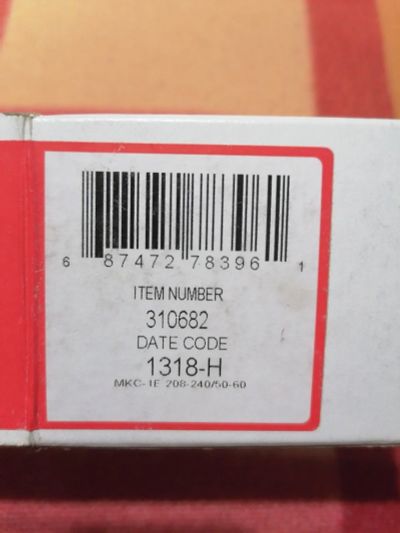 6 87472 78396 1
ITEM NUMBER
310682
DATE CODE
1318-H
MKC-1E 208-240/50-60